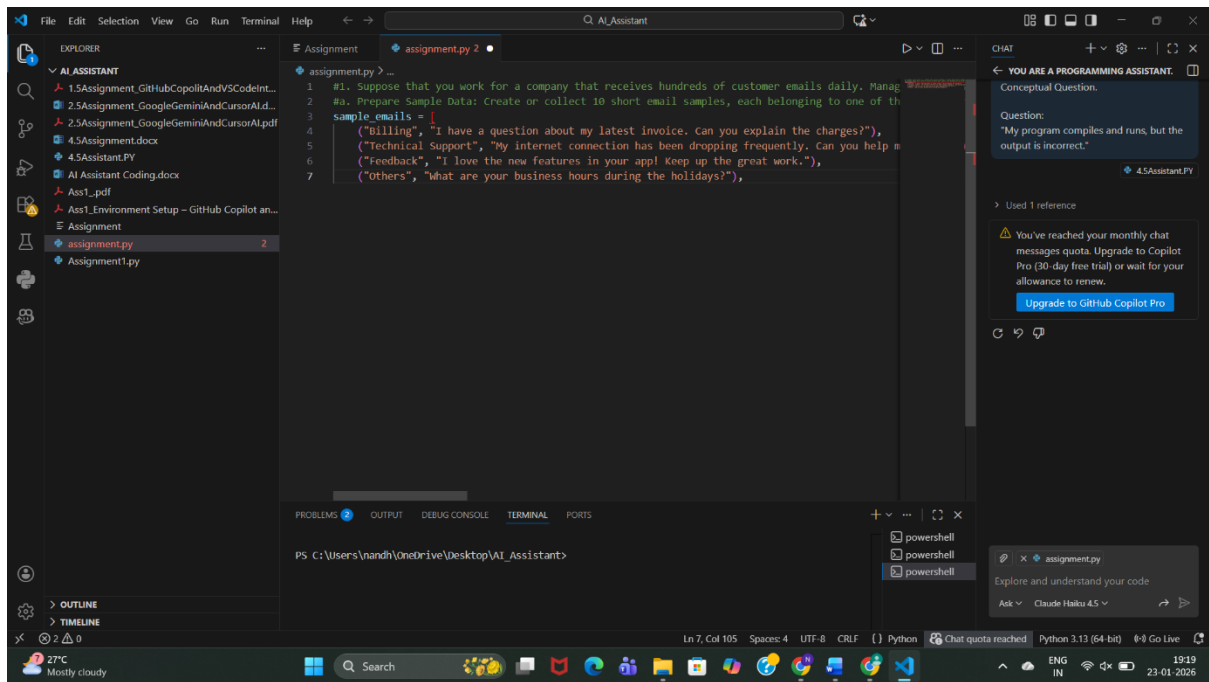 File Edit Selection View Go Run Terminal Help
AI_Assistant
EXPLORER
AI_ASSISTANT
1.5Assignment_GitHubCopolitAndVSCodeInt...
2.5Assignment_GoogleGeminiAndCursorAI.d...
2.5Assignment_GoogleGeminiAndCursorAI.pdf
4.5Assignment.docx
4.5Assistant.PY
AI Assistant Coding.docx
Ass1_.pdf
Ass1_Environment Setup – GitHub Copilot an...
Assignment
assignment.py 2
Assignment1.py
OUTLINE
TIMELINE
Assignment
assignment.py 2
assignment.py > ...
1 #1. Suppose that you work for a company that receives hundreds of customer emails daily. Manag
2 #a. Prepare Sample Data: Create or collect 10 short email samples, each belonging to one of th
3 sample_emails = [
4 ("Billing", "I have a question about my latest invoice. Can you explain the charges?"),
5 ("Technical Support", "My internet connection has been dropping frequently. Can you help m
6 ("Feedback", "I love the new features in your app! Keep up the great work."),
7 ("Others", "What are your business hours during the holidays?"),
PROBLEMS 2 OUTPUT DEBUG CONSOLE TERMINAL PORTS
PS C:\Users\nandh\OneDrive\Desktop\AI_Assistant>
powershell
powershell
powershell
CHAT
YOU ARE A PROGRAMMING ASSISTANT.
Conceptual Question.
Question:
"My program compiles and runs, but the
output is incorrect."
4.5Assistant.PY
Used 1 reference
You've reached your monthly chat
messages quota. Upgrade to Copilot
Pro (30-day free trial) or wait for your
allowance to renew.
Upgrade to GitHub Copilot Pro
assignment.py
Explore and understand your code
Ask Claude Haiku 4.5
2 0
Ln 7, Col 105 Spaces: 4 UTF-8 CRLF {} Python Chat quota reached Python 3.13 (64-bit) Go Live
27°C
Mostly cloudy
Search
ENG
IN
19:19
23-01-2026